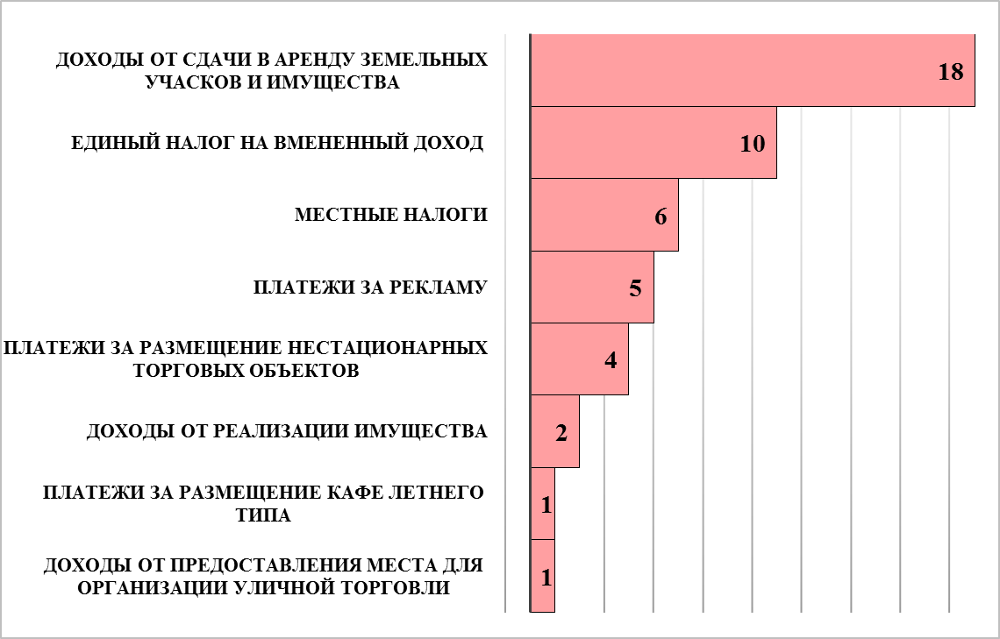 ДОХОДЫ ОТ СДАЧИ В АРЕНДУ ЗЕМЕЛЬНЫХ
УЧАСКОВ И ИМУЩЕСТВА
18
ЕДИНЫЙ НАЛОГ НА ВМЕНЕННЫЙ ДОХОД
10
МЕСТНЫЕ НАЛОГИ
6
ПЛАТЕЖИ ЗА РЕКЛАМУ
5
ПЛАТЕЖИ ЗА РАЗМЕЩЕНИЕ НЕСТАЦИОНАРНЫХ
ТОРГОВЫХ ОБЪЕКТОВ
4
ДОХОДЫ ОТ РЕАЛИЗАЦИИ ИМУЩЕСТВА
2
ПЛАТЕЖИ ЗА РАЗМЕЩЕНИЕ КАФЕ ЛЕТНЕГО
ТИПА
1
ДОХОДЫ ОТ ПРЕДОСТАВЛЕНИЯ МЕСТА ДЛЯ
ОРГАНИЗАЦИИ УЛИЧНОЙ ТОРГОВЛИ
1